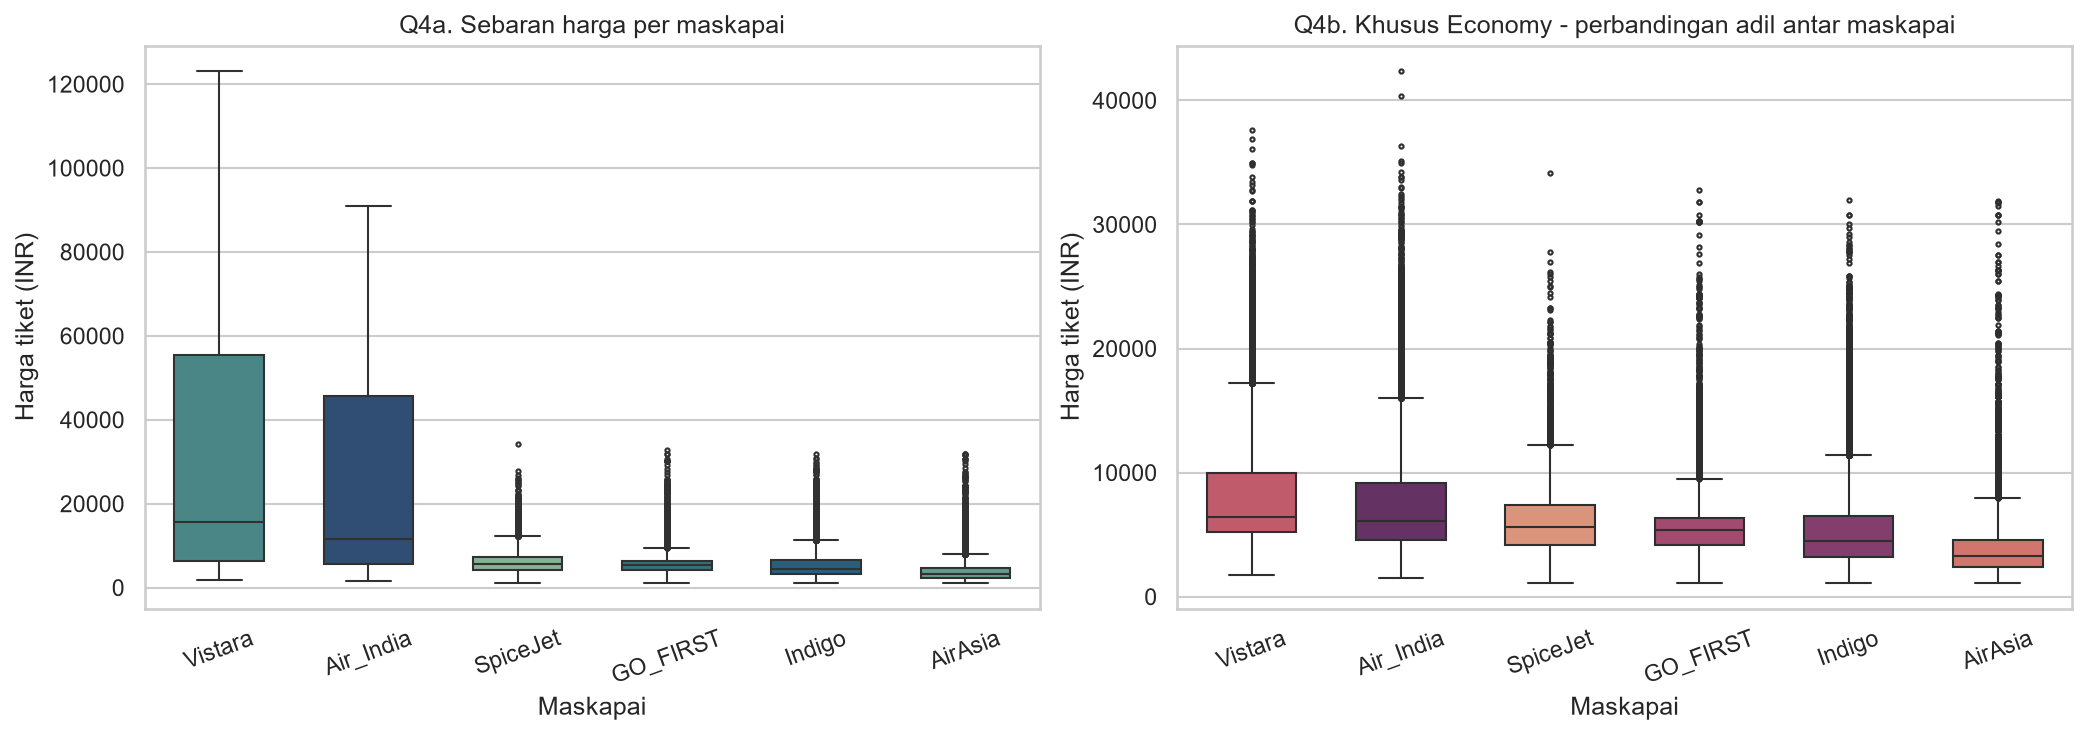 Q4a. Sebaran harga per maskapai
Harga tiket (INR)
120000
100000
80000
60000
40000
20000
0
Vistara
Air_India
SpiceJet
GO_FIRST
Indigo
AirAsia
Maskapai
Q4b. Khusus Economy - perbandingan adil antar maskapai
Harga tiket (INR)
40000
30000
20000
10000
0
Vistara
Air_India
SpiceJet
GO_FIRST
Indigo
AirAsia
Maskapai